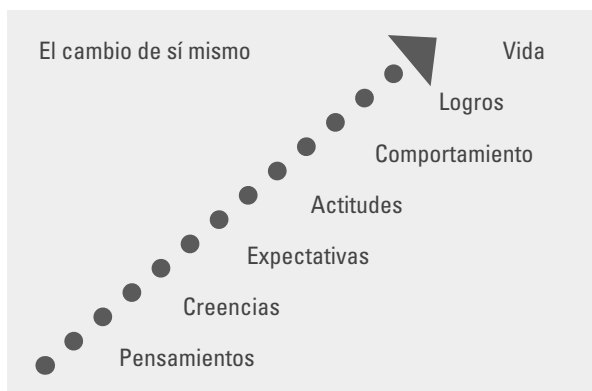 El cambio de sí mismo
Vida
Logros
Comportamiento
Actitudes
Expectativas
Creencias
Pensamientos